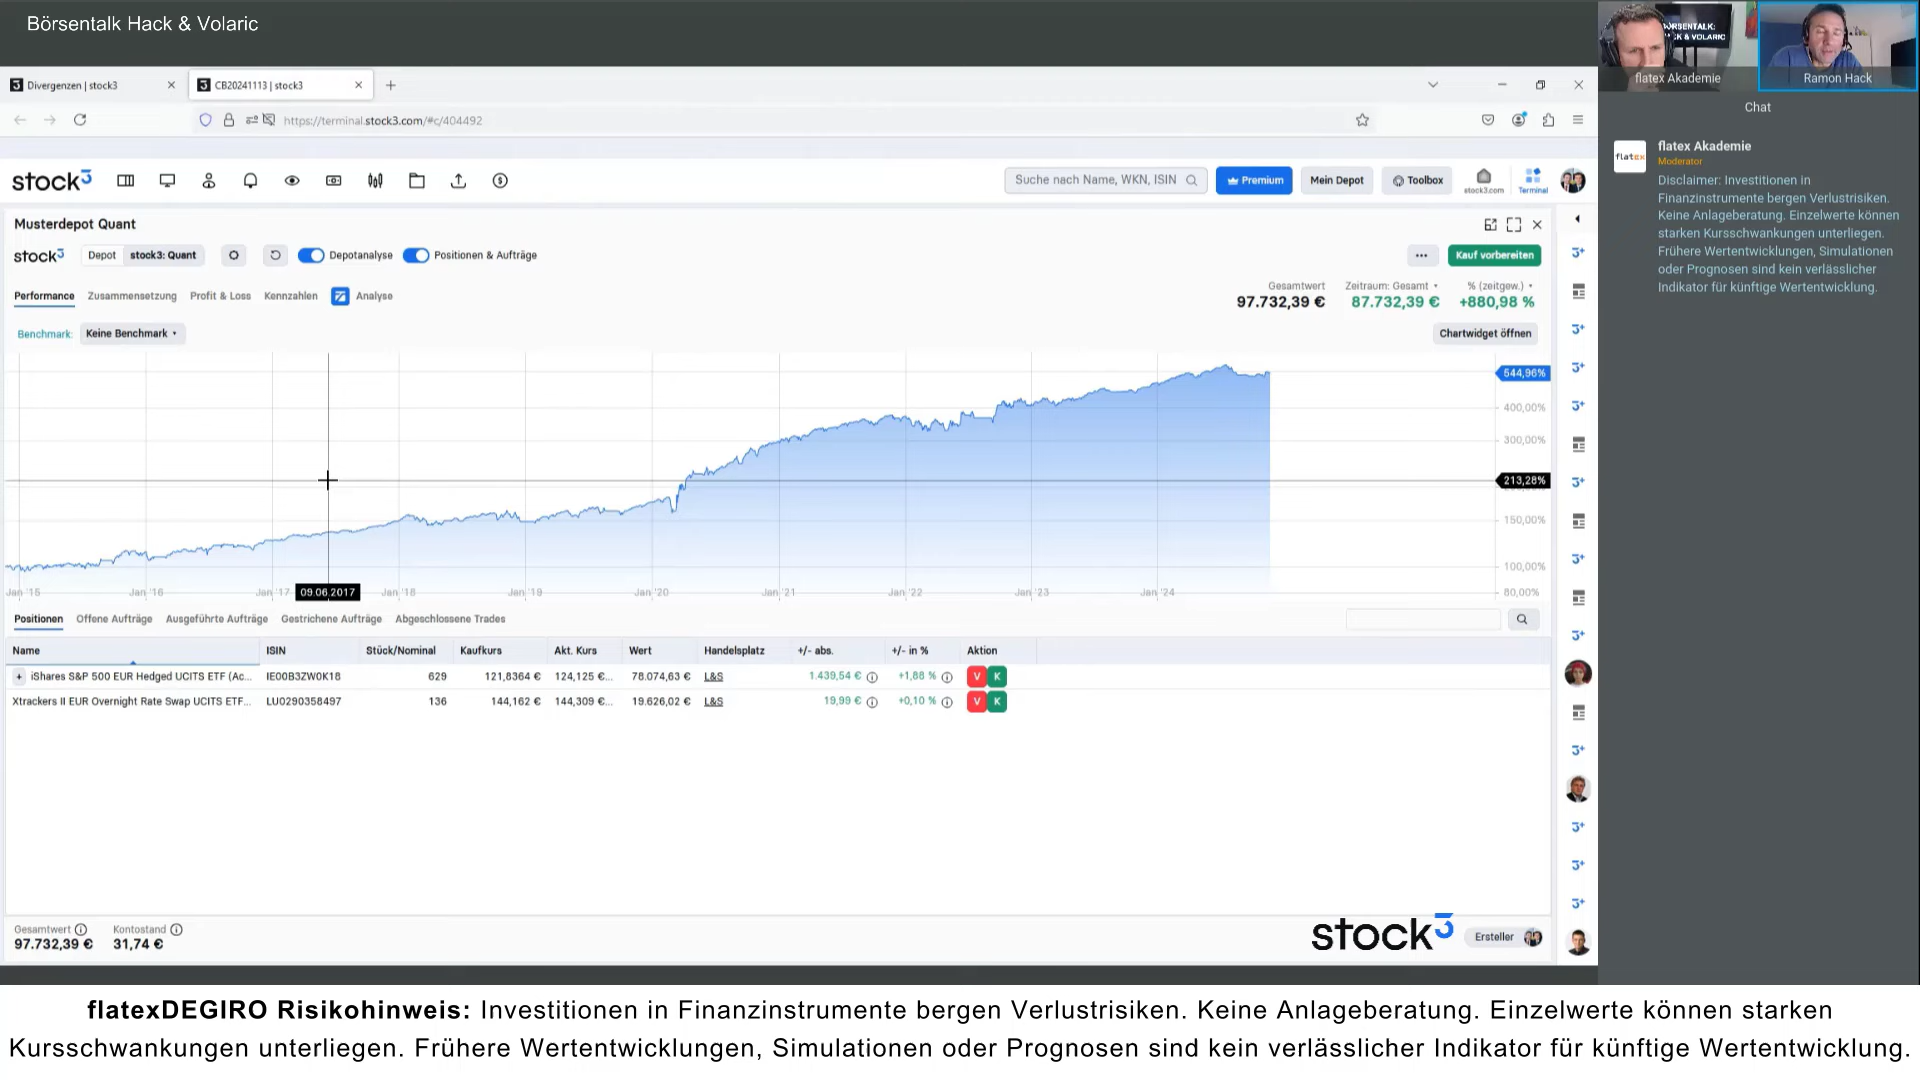 Börsentalk Hack & Volaric
flatex Akademie
Ramon Hack
Divergenzen | stock3
CB20241113 | stock3
https://terminal.stock3.com/#c/404492
Chat
flatex
flatex Akademie
Moderator
Disclaimer: Investitionen in
Finanzinstrumente bergen Verlustrisiken.
Keine Anlageberatung. Einzelwerte können
starken Kursschwankungen unterliegen.
Frühere Wertentwicklungen, Simulationen
oder Prognosen sind kein verlässlicher
Indikator für künftige Wertentwicklung.
stock3
Suche nach Name, WKN, ISIN
Premium
Mein Depot
Toolbox
stock3.com
Terminal
Musterdepot Quant
stock3 Depot stock3: Quant Depotanalyse Positionen & Aufträge
Kauf vorbereiten
Performance Zusammensetzung Profit & Loss Kennzahlen Analyse
Gesamtwert Zeitraum: Gesamt % (zeitgew.)
97.732,39 € 87.732,39 € +880,98 %
Benchmark: Keine Benchmark
Chartwidget öffnen
544,96%
400,00%
300,00%
213,28%
150,00%
100,00%
80,00%
Jan '15 Jan '16 Jan '17 09.06.2017 Jan '18 Jan '19 Jan '20 Jan '21 Jan '22 Jan '23 Jan '24
Positionen Offene Aufträge Ausgeführte Aufträge Gestrichene Aufträge Abgeschlossene Trades
Name ISIN Stück/Nominal Kaufkurs Akt. Kurs Wert Handelsplatz +/- abs. +/- in % Aktion
iShares S&P 500 EUR Hedged UCITS ETF (Ac... IE00B3ZW0K18 629 121,8364 € 124,125 €... 78.074,63 € L&S 1.439,54 € +1,88 % V K
Xtrackers II EUR Overnight Rate Swap UCITS ETF... LU0290358497 136 144,162 € 144,309 €... 19.626,02 € L&S 19,99 € +0,10 % V K
Gesamtwert Kontostand
97.732,39 € 31,74 €
stock3
Ersteller
flatexDEGIRO Risikohinweis: Investitionen in Finanzinstrumente bergen Verlustrisiken. Keine Anlageberatung. Einzelwerte können starken
Kursschwankungen unterliegen. Frühere Wertentwicklungen, Simulationen oder Prognosen sind kein verlässlicher Indikator für künftige Wertentwicklung.